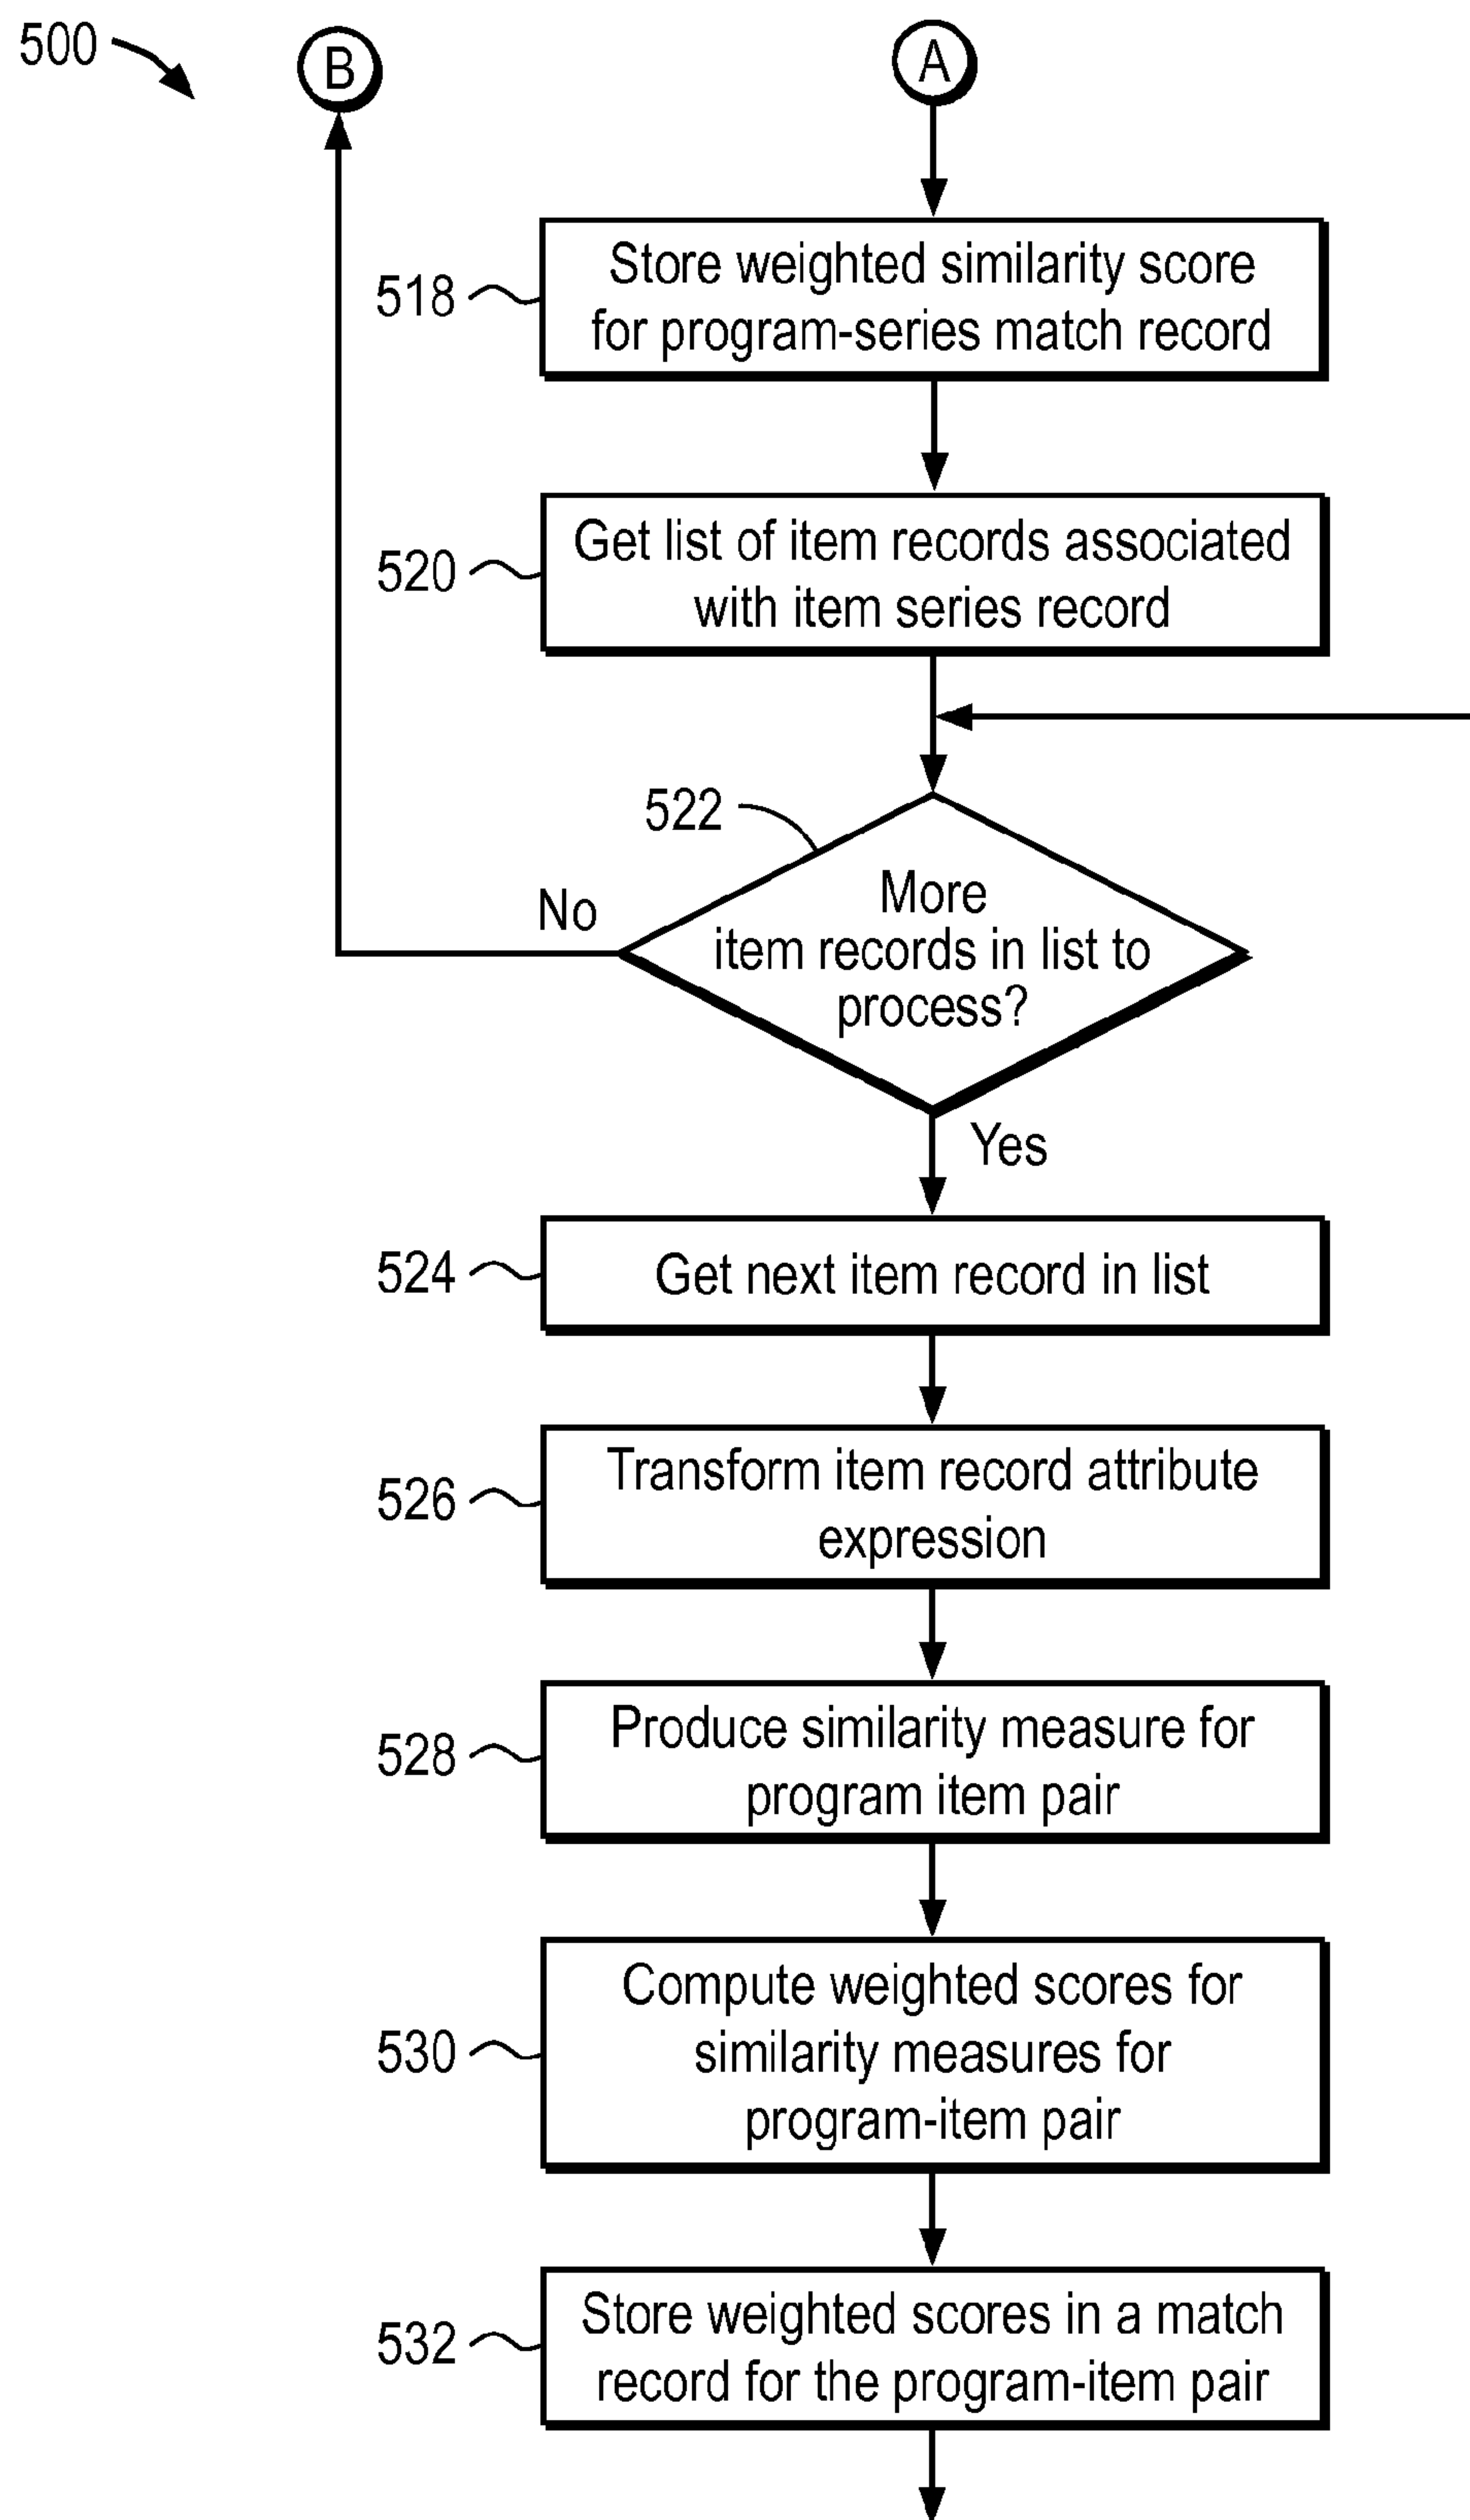 500
B
A
518
Store weighted similarity score
for program-series match record
520
Get list of item records associated
with item series record
522
More
item records in list to
process?
No
Yes
524
Get next item record in list
526
Transform item record attribute
expression
528
Produce similarity measure for
program item pair
530
Compute weighted scores for
similarity measures for
program-item pair
532
Store weighted scores in a match
record for the program-item pair